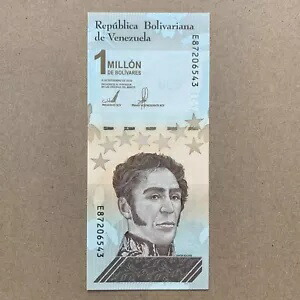 República Bolivariana
de Venezuela
1 MILLÓN
DE BOLÍVARES
E87206543
E87206543